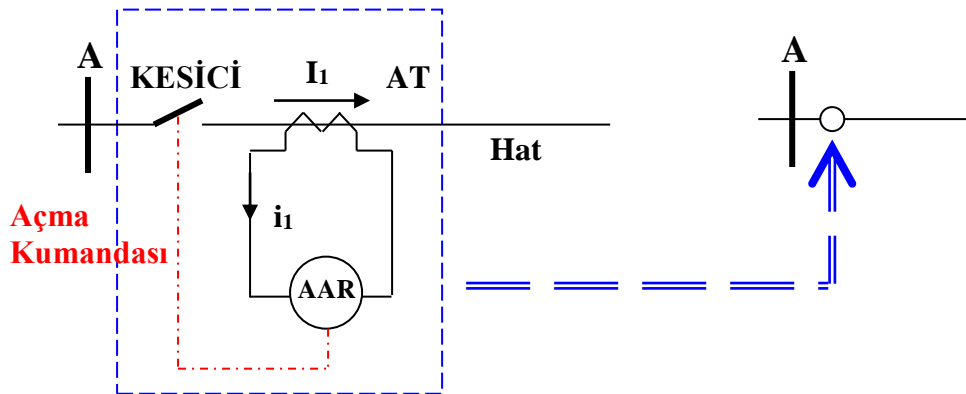 A
KESİCİ
I₁
AT
Hat
Açma
Kumandası
i₁
AAR
A